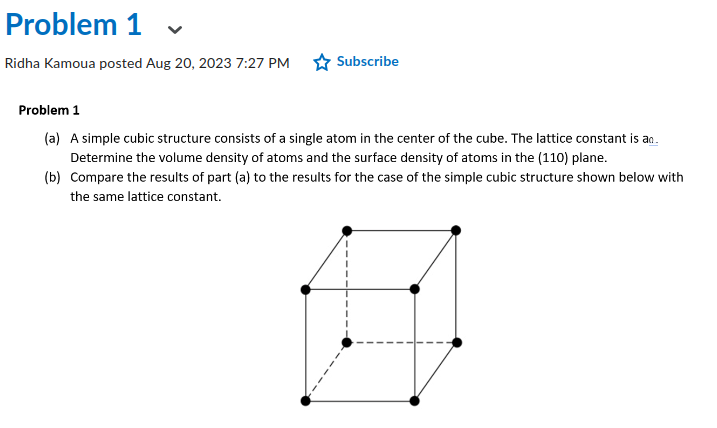 Problem 1
Ridha Kamoua posted Aug 20, 2023 7:27 PM Subscribe
Problem 1
(a) A simple cubic structure consists of a single atom in the center of the cube. The lattice constant is a₀.
Determine the volume density of atoms and the surface density of atoms in the (110) plane.
(b) Compare the results of part (a) to the results for the case of the simple cubic structure shown below with
the same lattice constant.